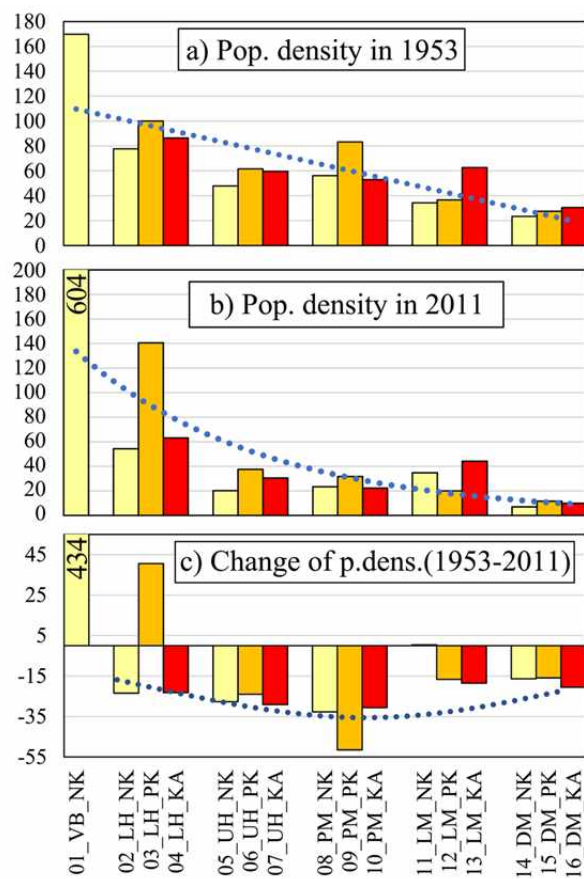 a) Pop. density in 1953
180
160
140
120
100
80
60
40
20
0
b) Pop. density in 2011
200
180
160
140
120
100
80
60
40
20
0
604
c) Change of p.dens.(1953-2011)
45
25
5
-15
-35
-55
434
01_VB_NK
02_LH_NK
03_LH_PK
04_LH_KA
05_UH_NK
06_UH_PK
07_UH_KA
08_PM_NK
09_PM_PK
10_PM_KA
11_LM_NK
12_LM_PK
13_LM_KA
14_DM_NK
15_DM_PK
16_DM_KA